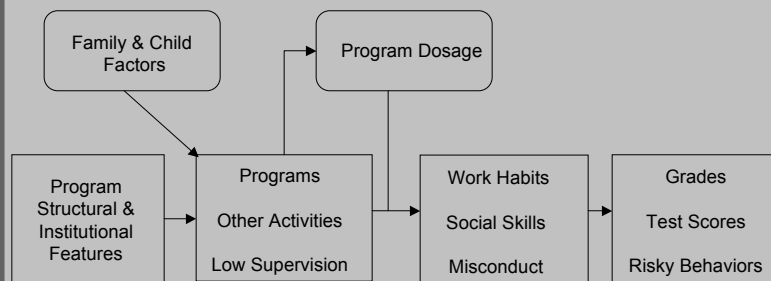 Family & Child
Factors
Program Dosage
Program
Structural &
Institutional
Features
Programs
Other Activities
Low Supervision
Work Habits
Social Skills
Misconduct
Grades
Test Scores
Risky Behaviors